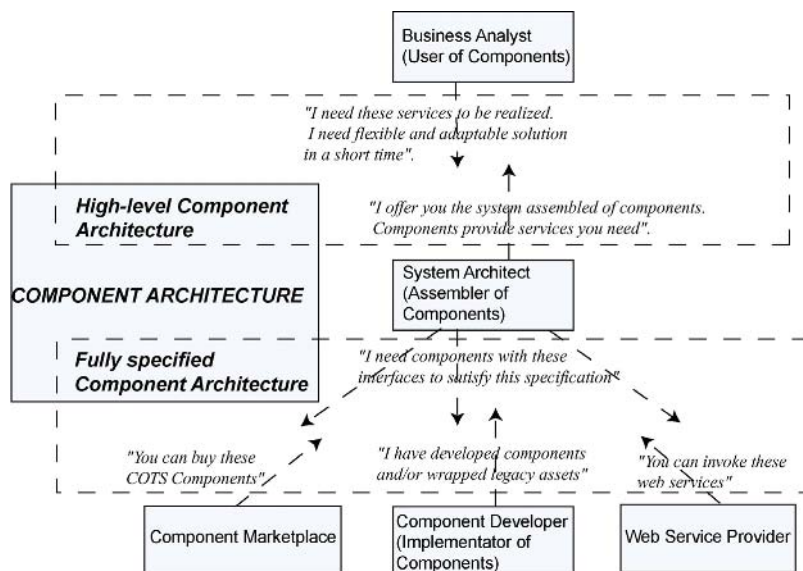 Business Analyst
(User of Components)
"I need these services to be realized.
I need flexible and adaptable solution
in a short time".
High-level Component
Architecture
"I offer you the system assembled of components.
Components provide services you need".
COMPONENT ARCHITECTURE
System Architect
(Assembler of
Components)
Fully specified
Component Architecture
"I need components with these
interfaces to satisfy this specification"
"You can buy these
COTS Components"
"I have developed components
and/or wrapped legacy assets"
"You can invoke these
web services"
Component Marketplace
Component Developer
(Implementator of
Components)
Web Service Provider